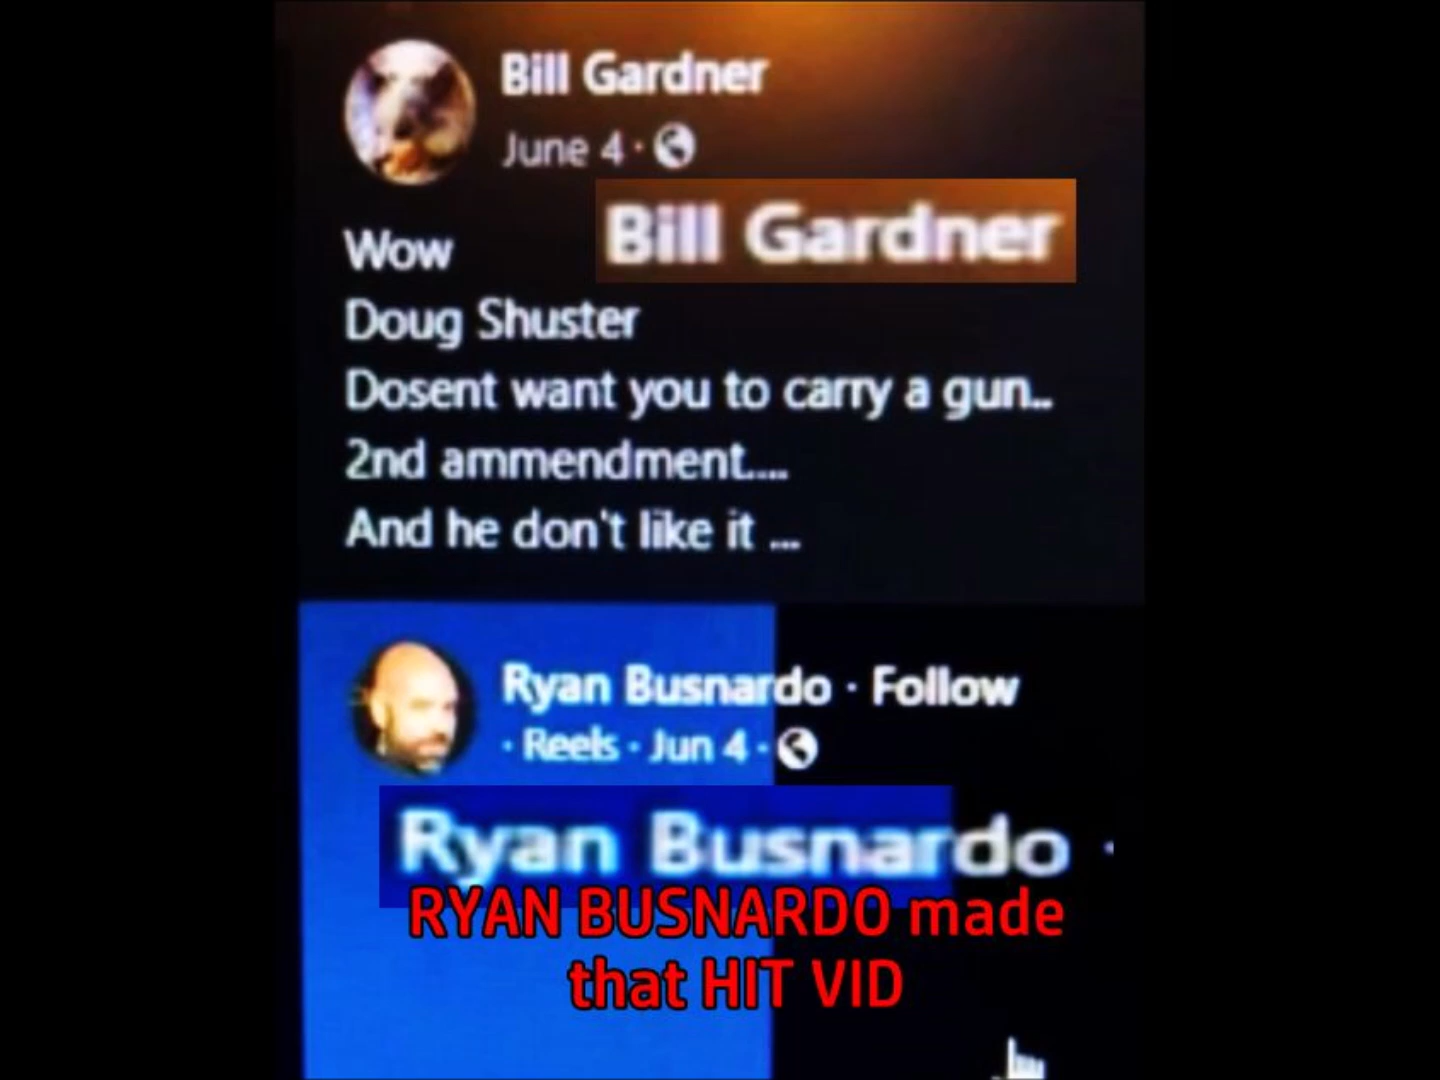 Bill Gardner
June 4 ·
Bill Gardner
Wow
Doug Shuster
Dosent want you to carry a gun..
2nd ammendment....
And he don't like it ...
Ryan Busnardo · Follow
· Reels · Jun 4 ·
Ryan Busnardo ·
RYAN BUSNARDO made
that HIT VID